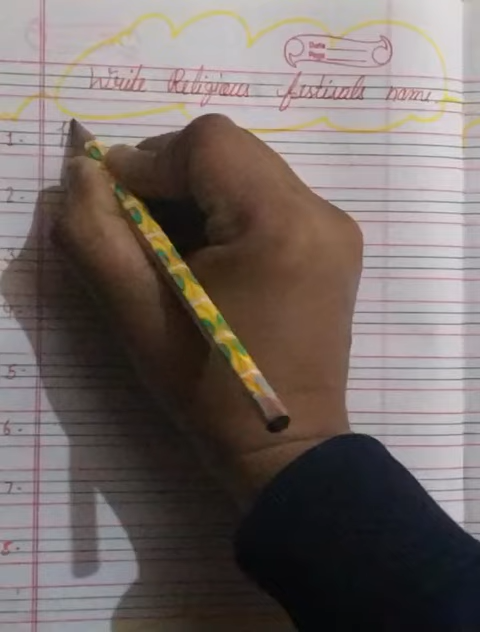 Date
Page
Write Religious festivals name.
1.
2.
3
4.
5.
6.
7.
8.